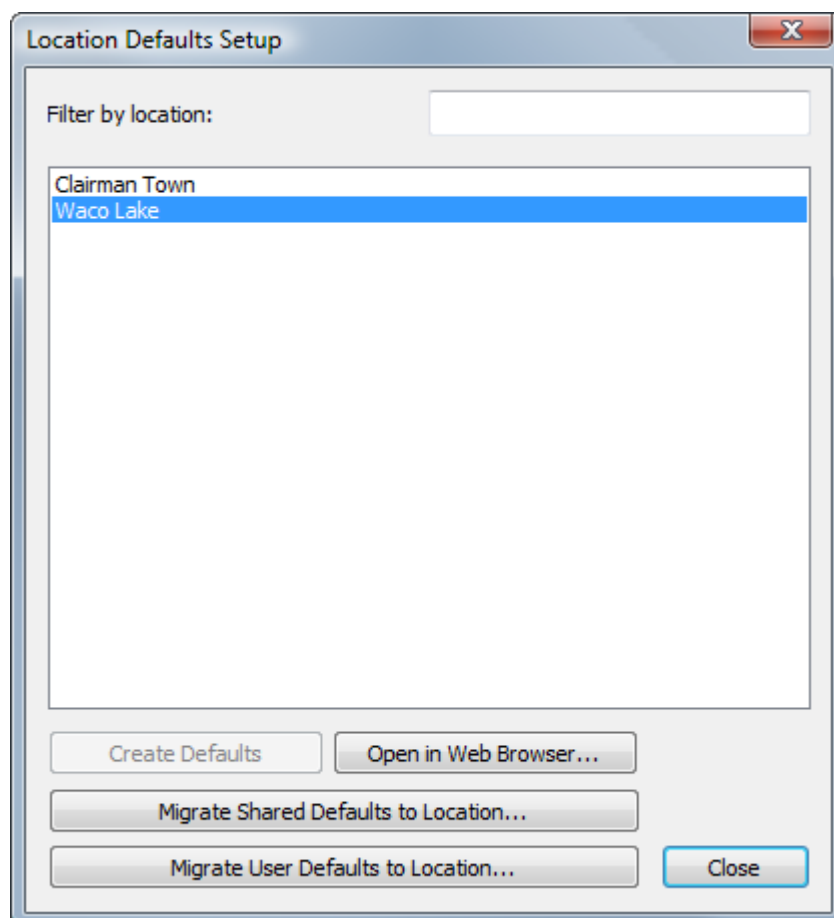 Location Defaults Setup
Filter by location:
Clairman Town
Waco Lake
Create Defaults
Open in Web Browser...
Migrate Shared Defaults to Location...
Migrate User Defaults to Location...
Close